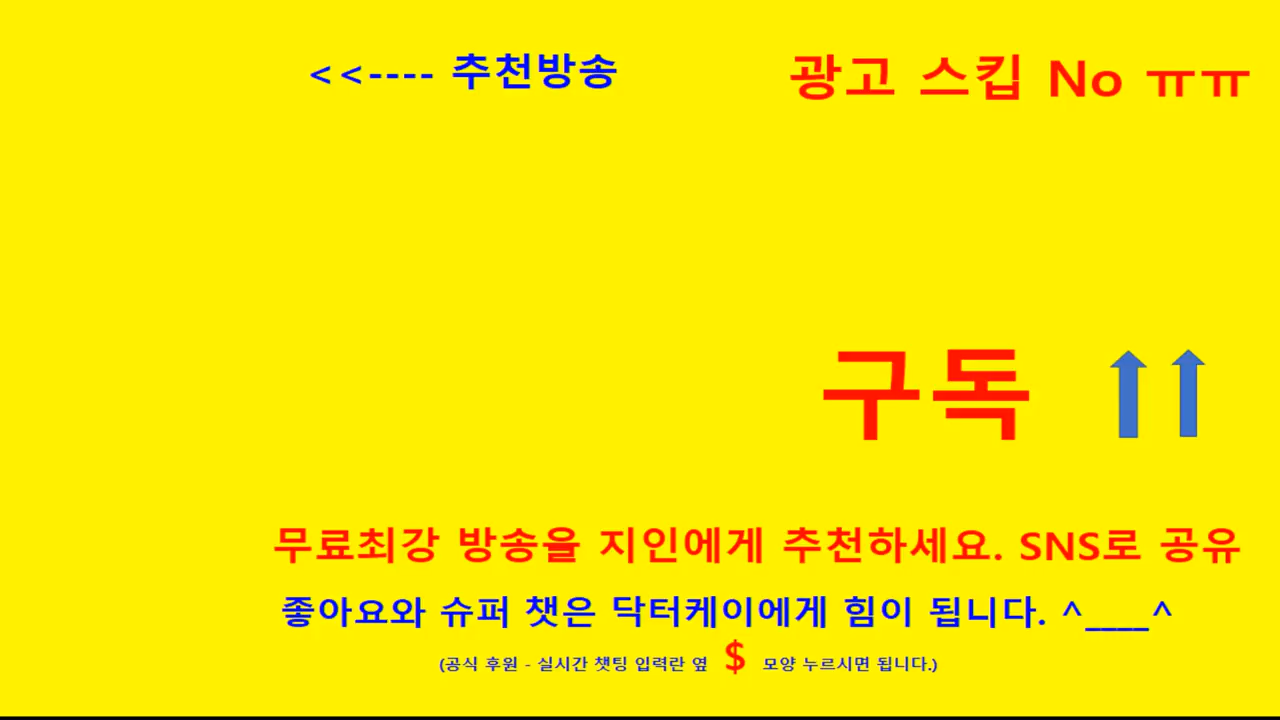 <<---- 추천방송
광고 스킵 No ㅠㅠ
구독
무료최강 방송을 지인에게 추천하세요. SNS로 공유
좋아요와 슈퍼 챗은 닥터케이에게 힘이 됩니다. ^____^
(공식 후원 - 실시간 챗팅 입력란 옆 $ 모양 누르시면 됩니다.)